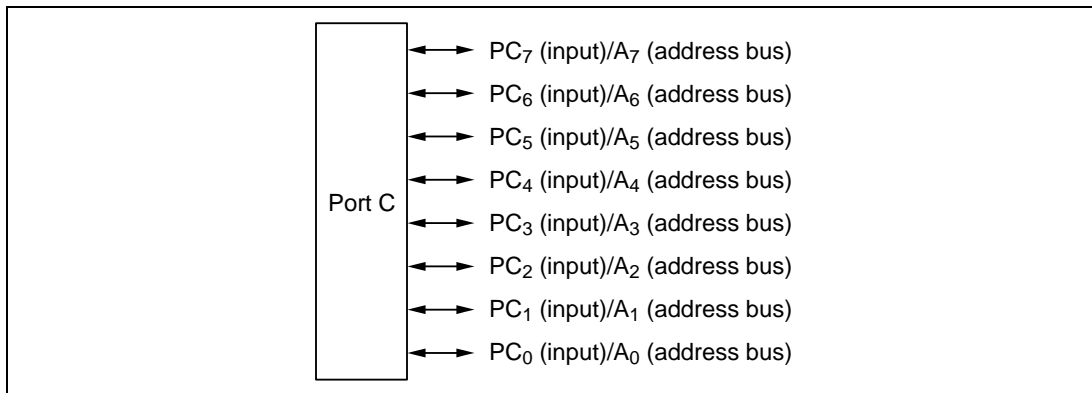 PC7 (input)/A7 (address bus)
PC6 (input)/A6 (address bus)
PC5 (input)/A5 (address bus)
PC4 (input)/A4 (address bus)
Port C
PC3 (input)/A3 (address bus)
PC2 (input)/A2 (address bus)
PC1 (input)/A1 (address bus)
PC0 (input)/A0 (address bus)